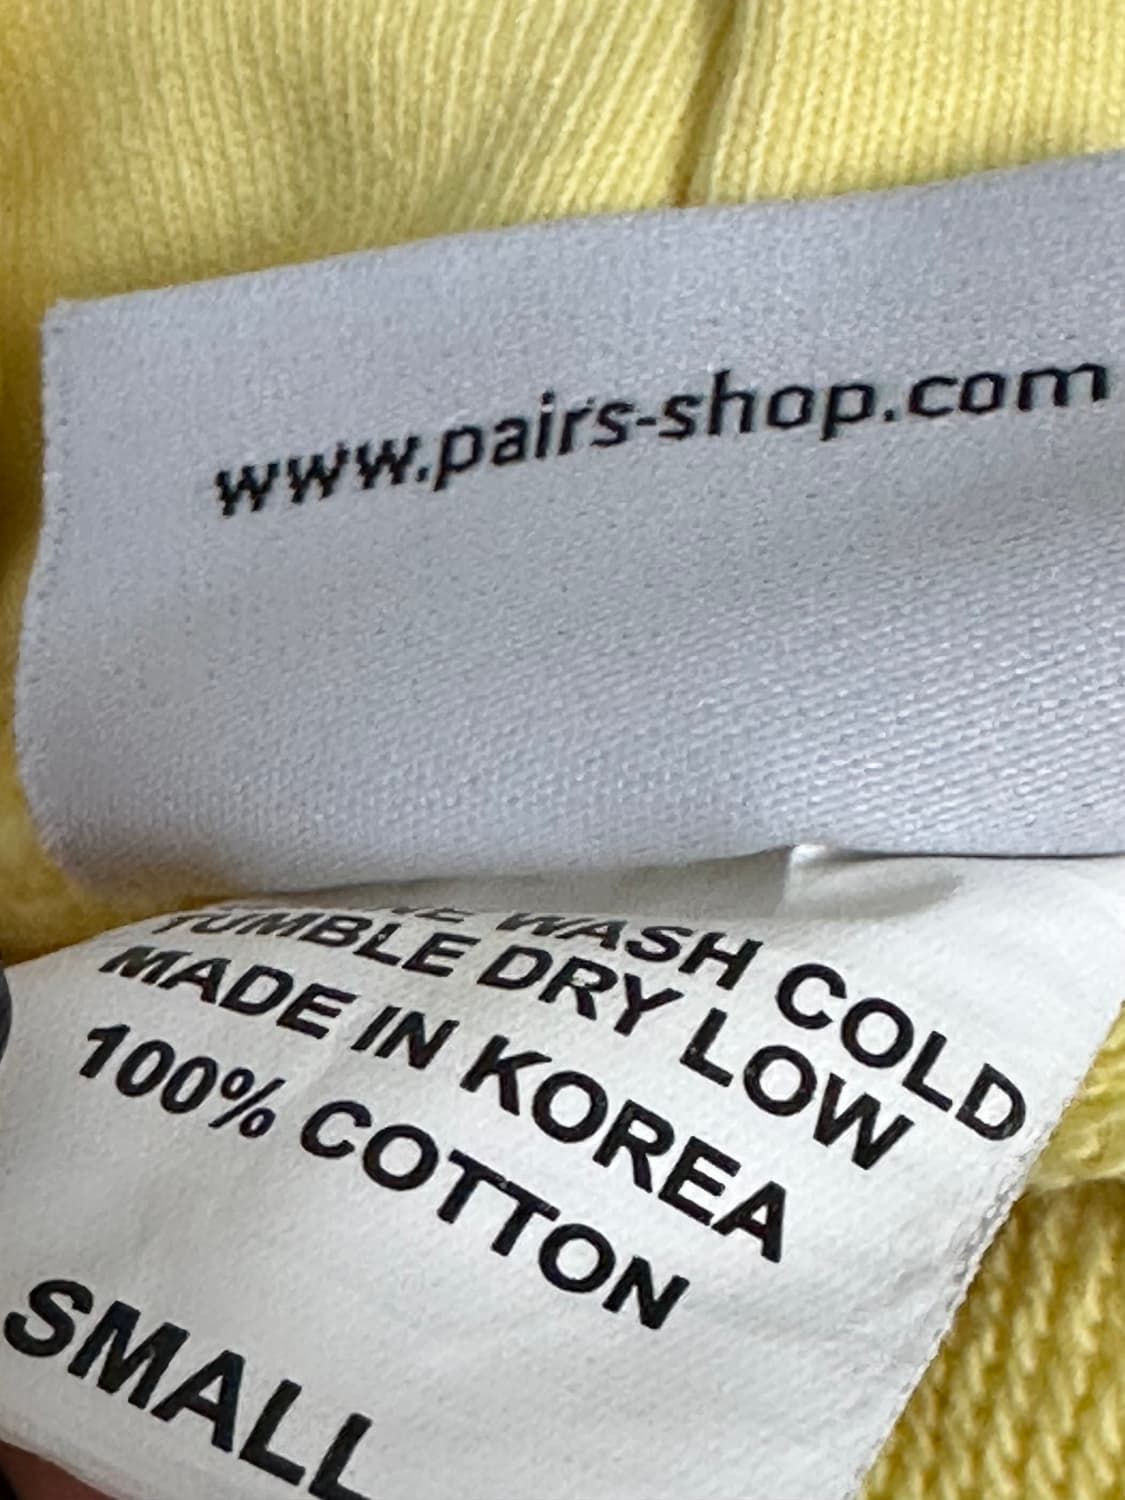 www.pairs-shop.com
WASH COLD
TUMBLE DRY LOW
MADE IN KOREA
100% COTTON
SMALL